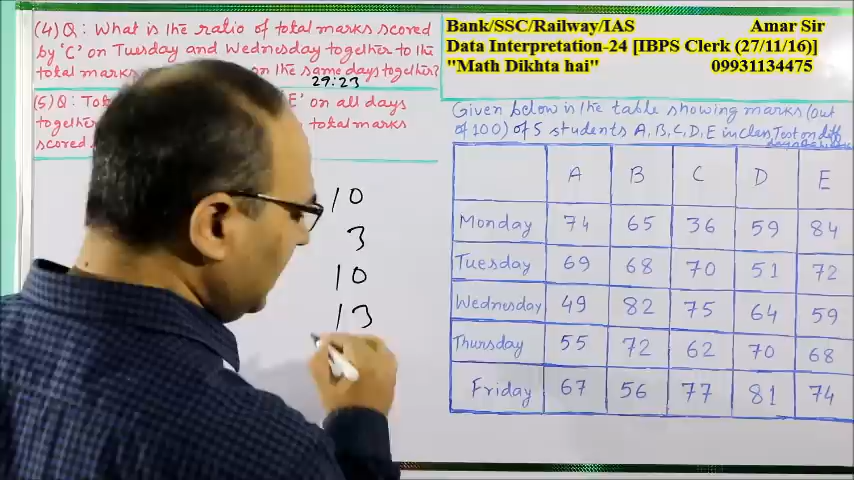 (4) Q: What is the ratio of total marks scored
by 'C' on Tuesday and Wednesday together to the
total marks on the same days together?
29:23
(5) Q: 'E' on all days
together total marks
scored
10
3
10
13
Bank/SSC/Railway/IAS Amar Sir
Data Interpretation-24 [IBPS Clerk (27/11/16)]
"Math Dikhta hai" 09931134475
Given below is the table showing marks (out
of 100) of 5 students A, B, C, D, E in class Test on diff
A B C D E
Monday 74 65 36 59 84
Tuesday 69 68 70 51 72
Wednesday 49 82 75 64 59
Thursday 55 72 62 70 68
Friday 67 56 77 81 74